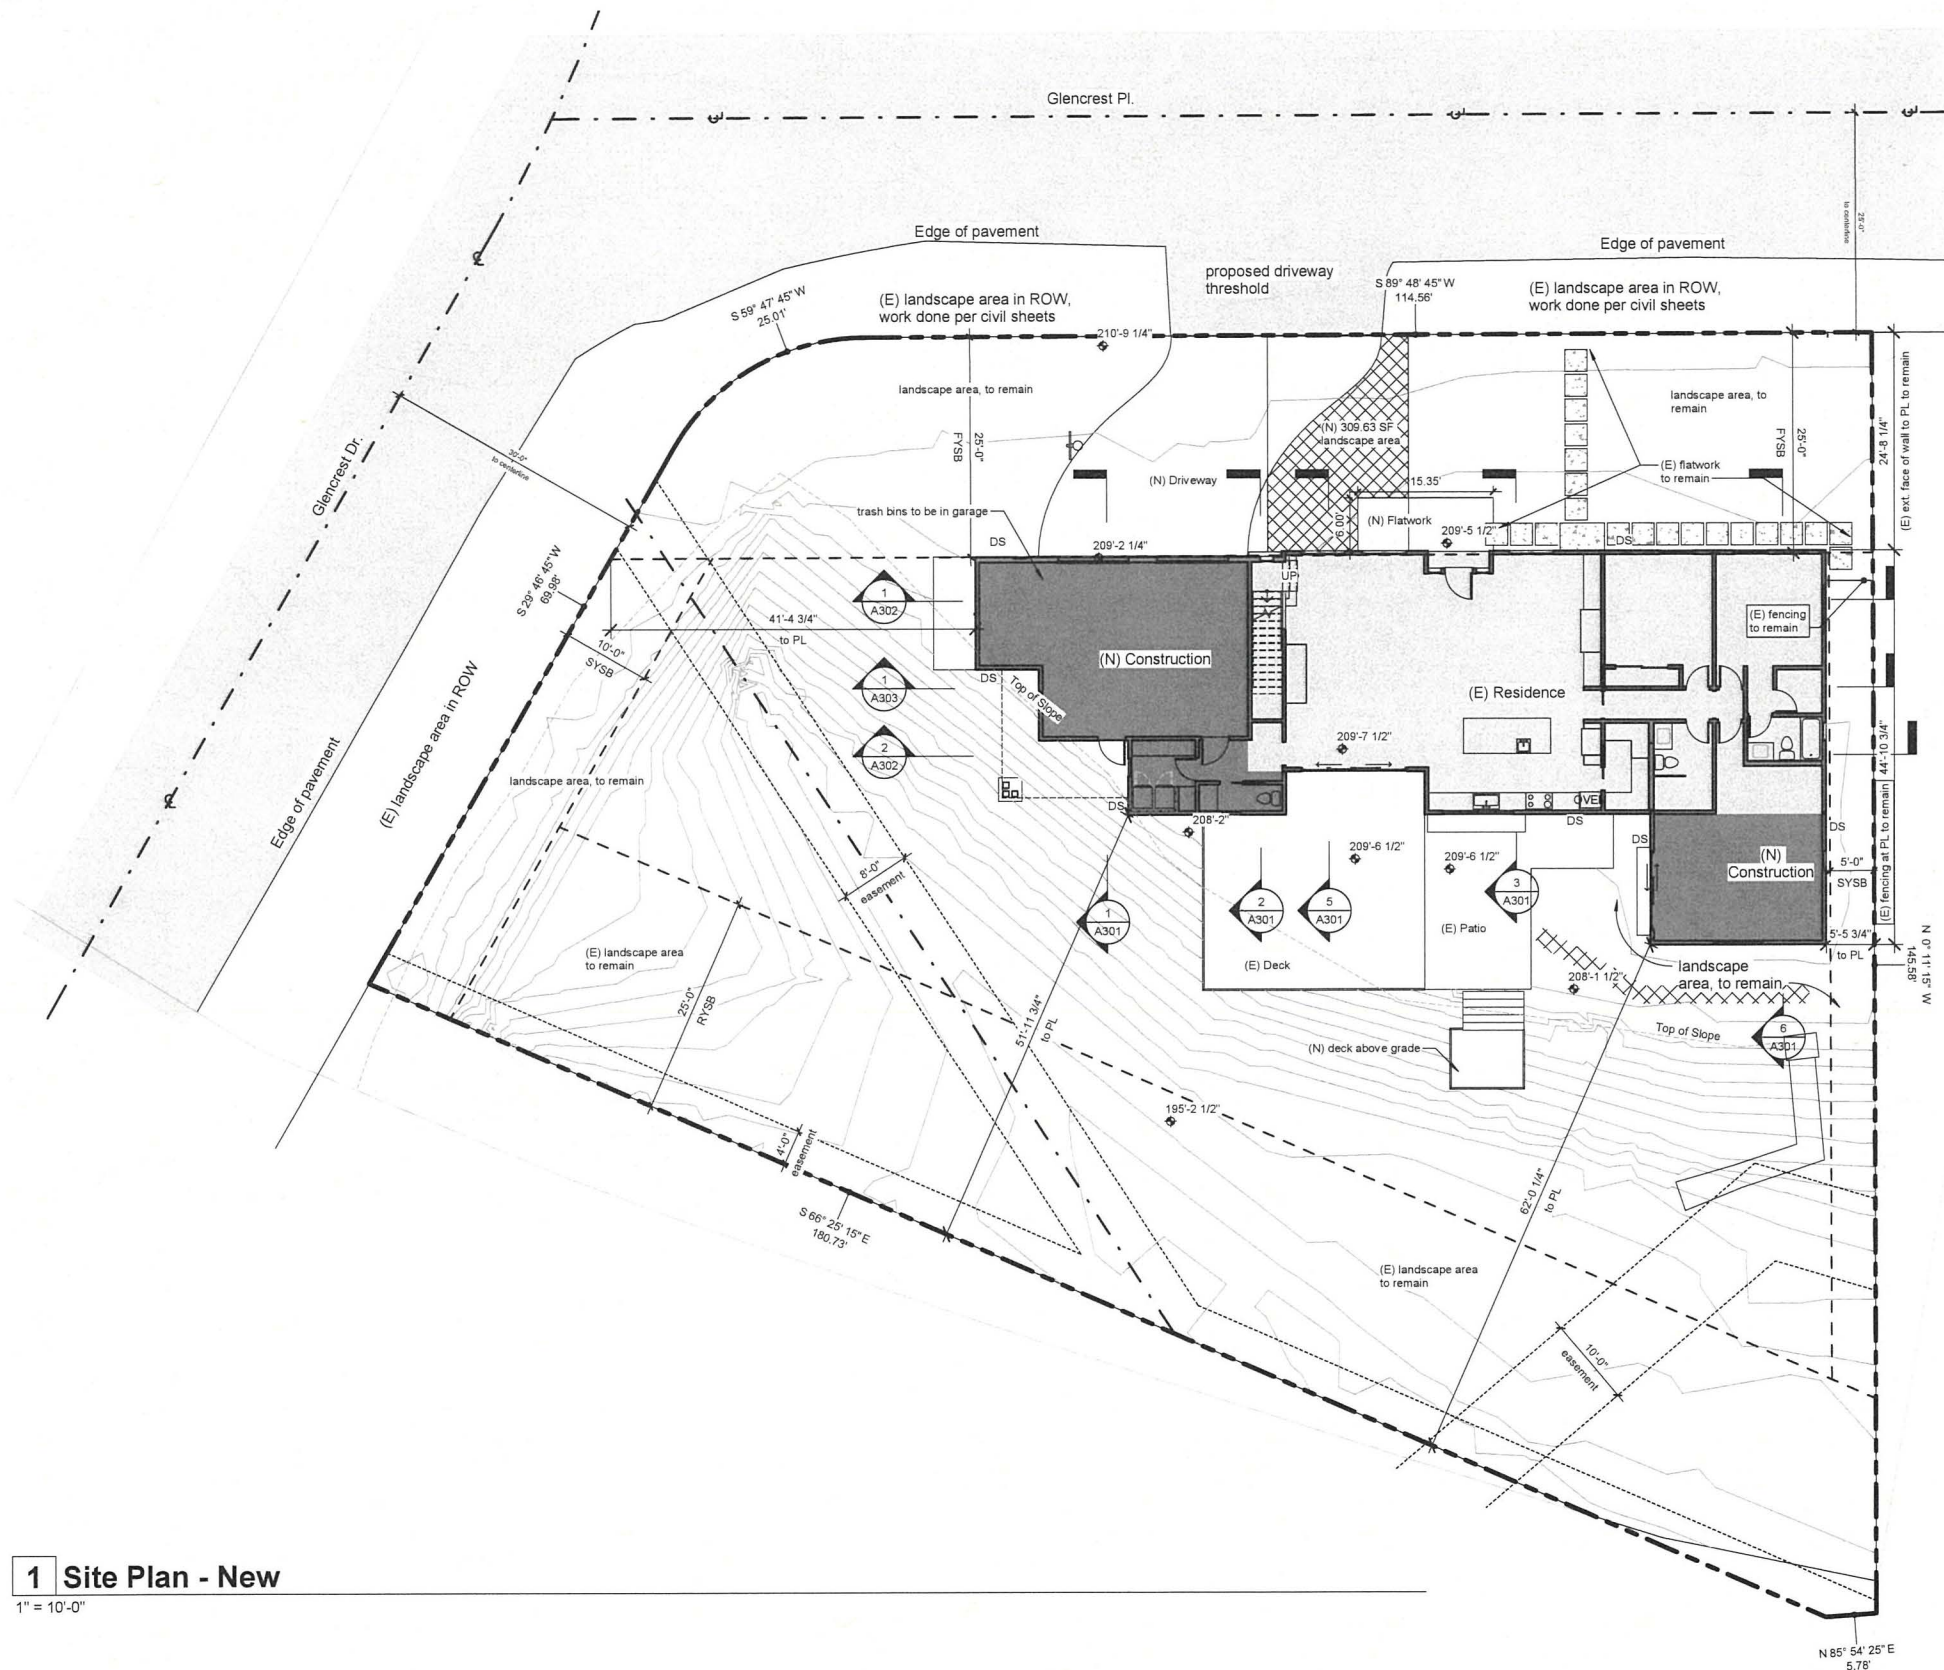 Glencrest Pl.
25'-0"
to centerline
Edge of pavement
Edge of pavement
proposed driveway
threshold
S 89° 48' 45" W
114.56'
(E) landscape area in ROW,
work done per civil sheets
S 59° 47' 45" W
25.01'
(E) landscape area in ROW,
work done per civil sheets
210'-9 1/4"
Glencrest Dr.
30'-0"
to centerline
landscape area, to remain
25'-0"
FYSB
(N) 309.63 SF
landscape area
landscape area, to
remain
25'-0"
FYSB
24'-8 1/4"
(E) ext. face of wall to PL to remain
(N) Driveway
15.35'
(E) flatwork
to remain
trash bins to be in garage
6.00'
(N) Flatwork
209'-5 1/2"
DS
DS
209'-2 1/4"
S 29° 46' 45" W
69.98'
UP
1
A302
41'-4 3/4"
to PL
10'-0"
SYSB
(E) fencing
to remain
(N) Construction
(E) Residence
DS
Top of Slope
1
A303
2
A302
209'-7 1/2"
44'-10 3/4"
(E) fencing at PL to remain
(E) landscape area in ROW
Edge of pavement
landscape area, to remain
DS
208'-2"
DS
DS
DS
8'-0"
easement
209'-6 1/2"
209'-6 1/2"
(N)
Construction
5'-0"
SYSB
1
A301
2
A301
5
A301
3
A301
(E) Patio
(E) Deck
5'-5 3/4"
to PL
N 0° 11' 15" W
145.58'
(E) landscape area
to remain
25'-0"
RYSB
208'-1 1/2"
landscape
area, to remain
51'-11 3/4"
to PL
Top of Slope
6
A301
(N) deck above grade
195'-2 1/2"
4'-0"
easement
62'-0 1/4"
to PL
S 66° 25' 15" E
180.73'
(E) landscape area
to remain
10'-0"
easement
1 Site Plan - New
1" = 10'-0"
N 85° 54' 25" E
5.78'